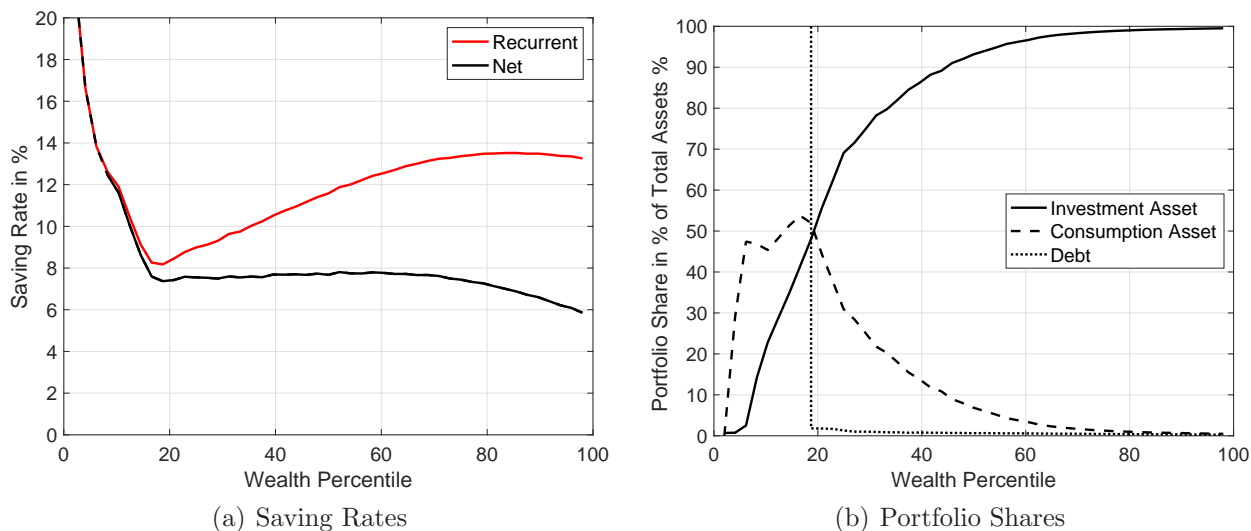 20
18
16
14
12
10
8
6
4
2
0
Saving Rate in %
Recurrent
Net
0 20 40 60 80 100
Wealth Percentile
(a) Saving Rates
100
90
80
70
60
50
40
30
20
10
0
Portfolio Share in % of Total Assets %
Investment Asset
Consumption Asset
Debt
0 20 40 60 80 100
Wealth Percentile
(b) Portfolio Shares